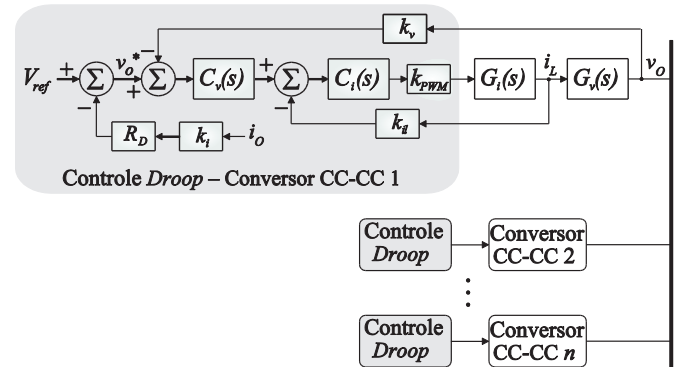 k_v
V_ref + Σ v_o* − + Σ C_v(s) + Σ C_i(s) k_PWM G_i(s) i_L G_v(s) v_O
− −
R_D k_i i_O k_il
Controle Droop – Conversor CC-CC 1
Controle
Droop
Conversor
CC-CC 2
⋮
Controle
Droop
Conversor
CC-CC n